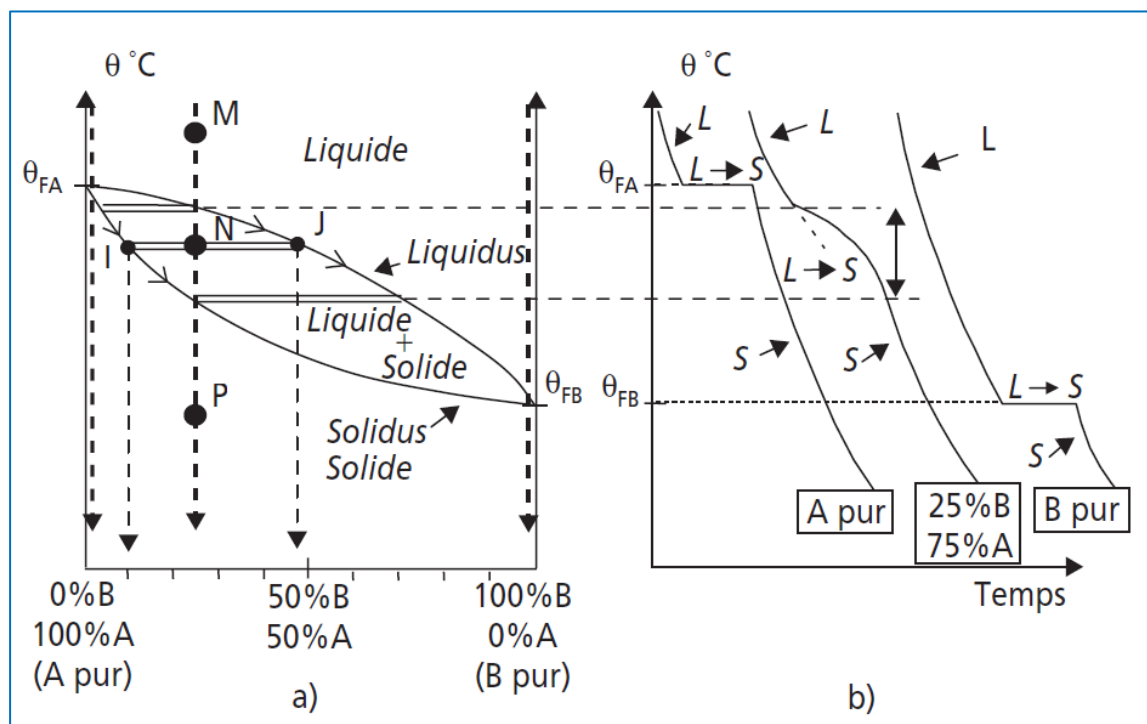 θ °C
M
Liquide
θFA
N
J
I
Liquidus
Liquide
+
Solide
P
θFB
Solidus
Solide
0%B
100%A
(A pur)
50%B
50%A
100%B
0%A
(B pur)
a)
θ °C
L
L
L
θFA
L → S
L → S
S
S
θFB
L → S
S
A pur
25%B
75%A
B pur
Temps
b)